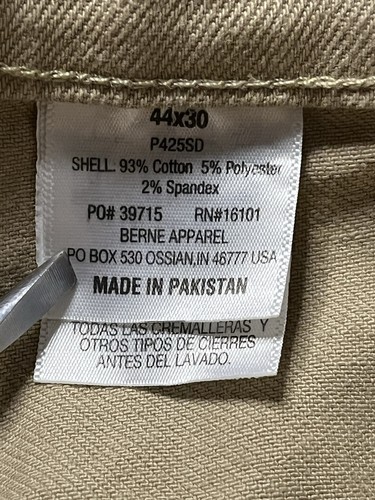 44x30
P425SD
SHELL. 93% Cotton 5% Polyester
2% Spandex
PO# 39715 RN#16101
BERNE APPAREL
PO BOX 530 OSSIAN,IN 46777 USA
MADE IN PAKISTAN
TODAS LAS CREMALLERAS Y
OTROS TIPOS DE CIERRES
ANTES DEL LAVADO.